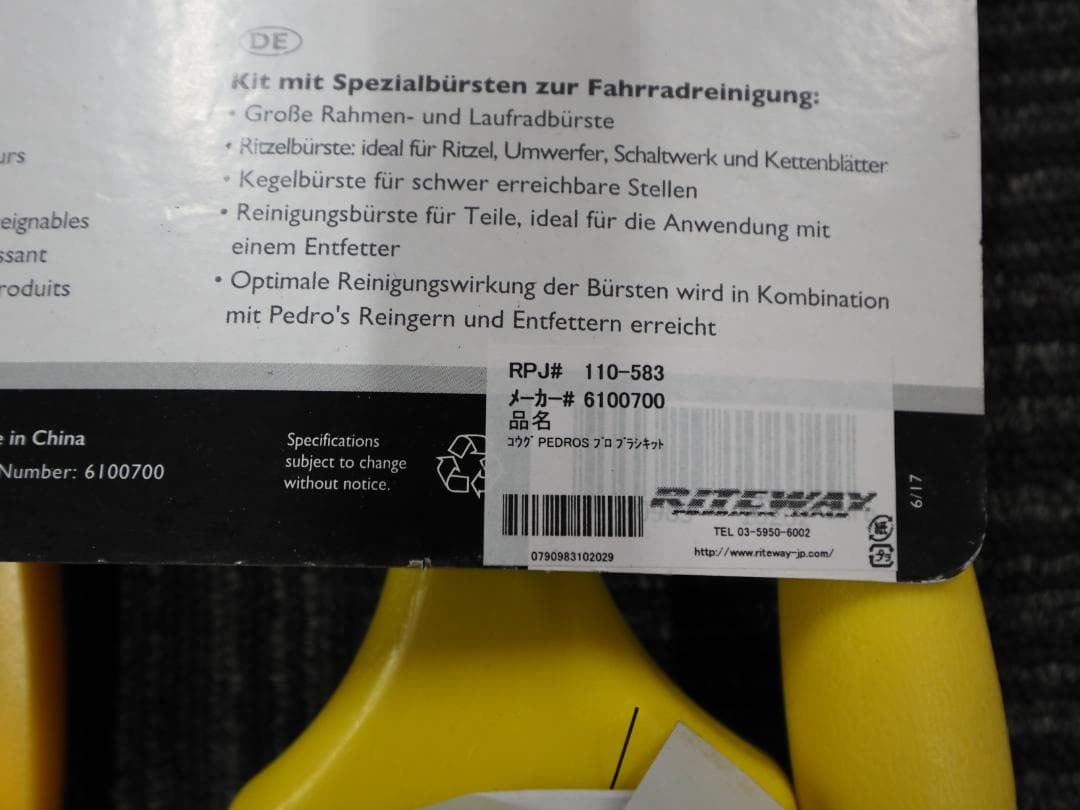 DE
Kit mit Spezialbürsten zur Fahrradreinigung:
• Große Rahmen- und Laufradbürste
• Ritzelbürste: ideal für Ritzel, Umwerfer, Schaltwerk und Kettenblätter
• Kegelbürste für schwer erreichbare Stellen
• Reinigungsbürste für Teile, ideal für die Anwendung mit
einem Entfetter
• Optimale Reinigungswirkung der Bürsten wird in Kombination
mit Pedro's Reingern und Entfettern erreicht
urs
eignables
ssant
roduits
e in China
Number: 6100700
Specifications
subject to change
without notice.
RPJ# 110-583
メーカー# 6100700
品名
コウグ PEDROS プロ ブラシキット
RITEWAY
0790983102029
TEL 03-5950-6002
http://www.riteway-jp.com/
紙
プラ
6/17